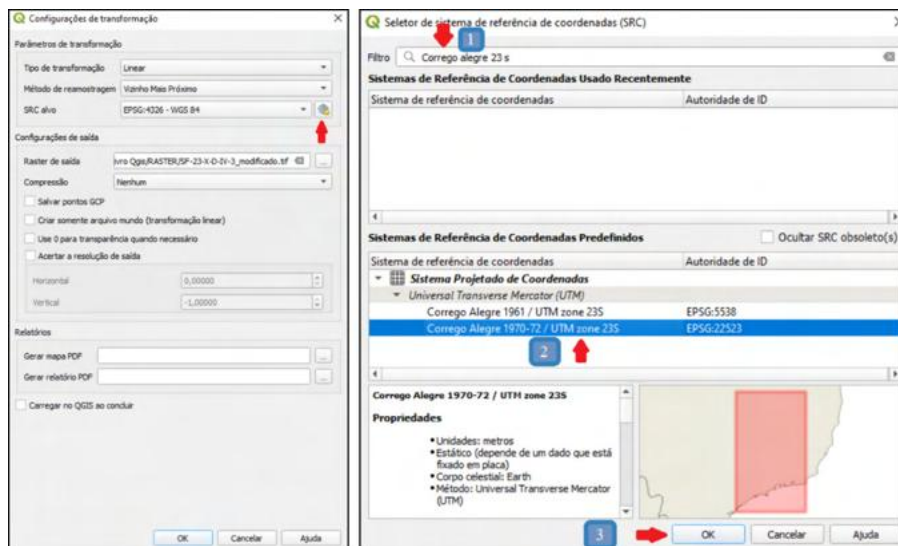 Configurações de transformação
Parâmetros de transformação
Tipo de transformação Linear
Método de reamostragem Vizinho Mais Próximo
SRC alvo EPSG:4326 - WGS 84
Configurações de saída
Raster de saída ivro Qgis/RASTER/SF-23-X-D-IV-3_modificado.tif ...
Compressão Nenhum
Salvar pontos GCP
Criar somente arquivo mundo (transformação linear)
Use 0 para transparência quando necessário
Acertar a resolução de saída
Horizontal 0,00000
Vertical -1,00000
Relatórios
Gerar mapa PDF ...
Gerar relatório PDF ...
Carregar no QGIS ao concluir
OK Cancelar Ajuda
Seletor de sistema de referência de coordenadas (SRC)
1
Filtro Corrego alegre 23 s
Sistemas de Referência de Coordenadas Usado Recentemente
Sistema de referência de coordenadas Autoridade de ID
Sistemas de Referência de Coordenadas Predefinidos Ocultar SRC obsoleto(s)
Sistema de referência de coordenadas Autoridade de ID
Sistema Projetado de Coordenadas
Universal Transverse Mercator (UTM)
Corrego Alegre 1961 / UTM zone 23S EPSG:5538
Corrego Alegre 1970-72 / UTM zone 23S EPSG:22523
2
Corrego Alegre 1970-72 / UTM zone 23S
Propriedades
•Unidades: metros
•Estático (depende de um dado que está
fixado em placa)
•Corpo celestial: Earth
•Método: Universal Transverse Mercator
(UTM)
3 OK Cancelar Ajuda